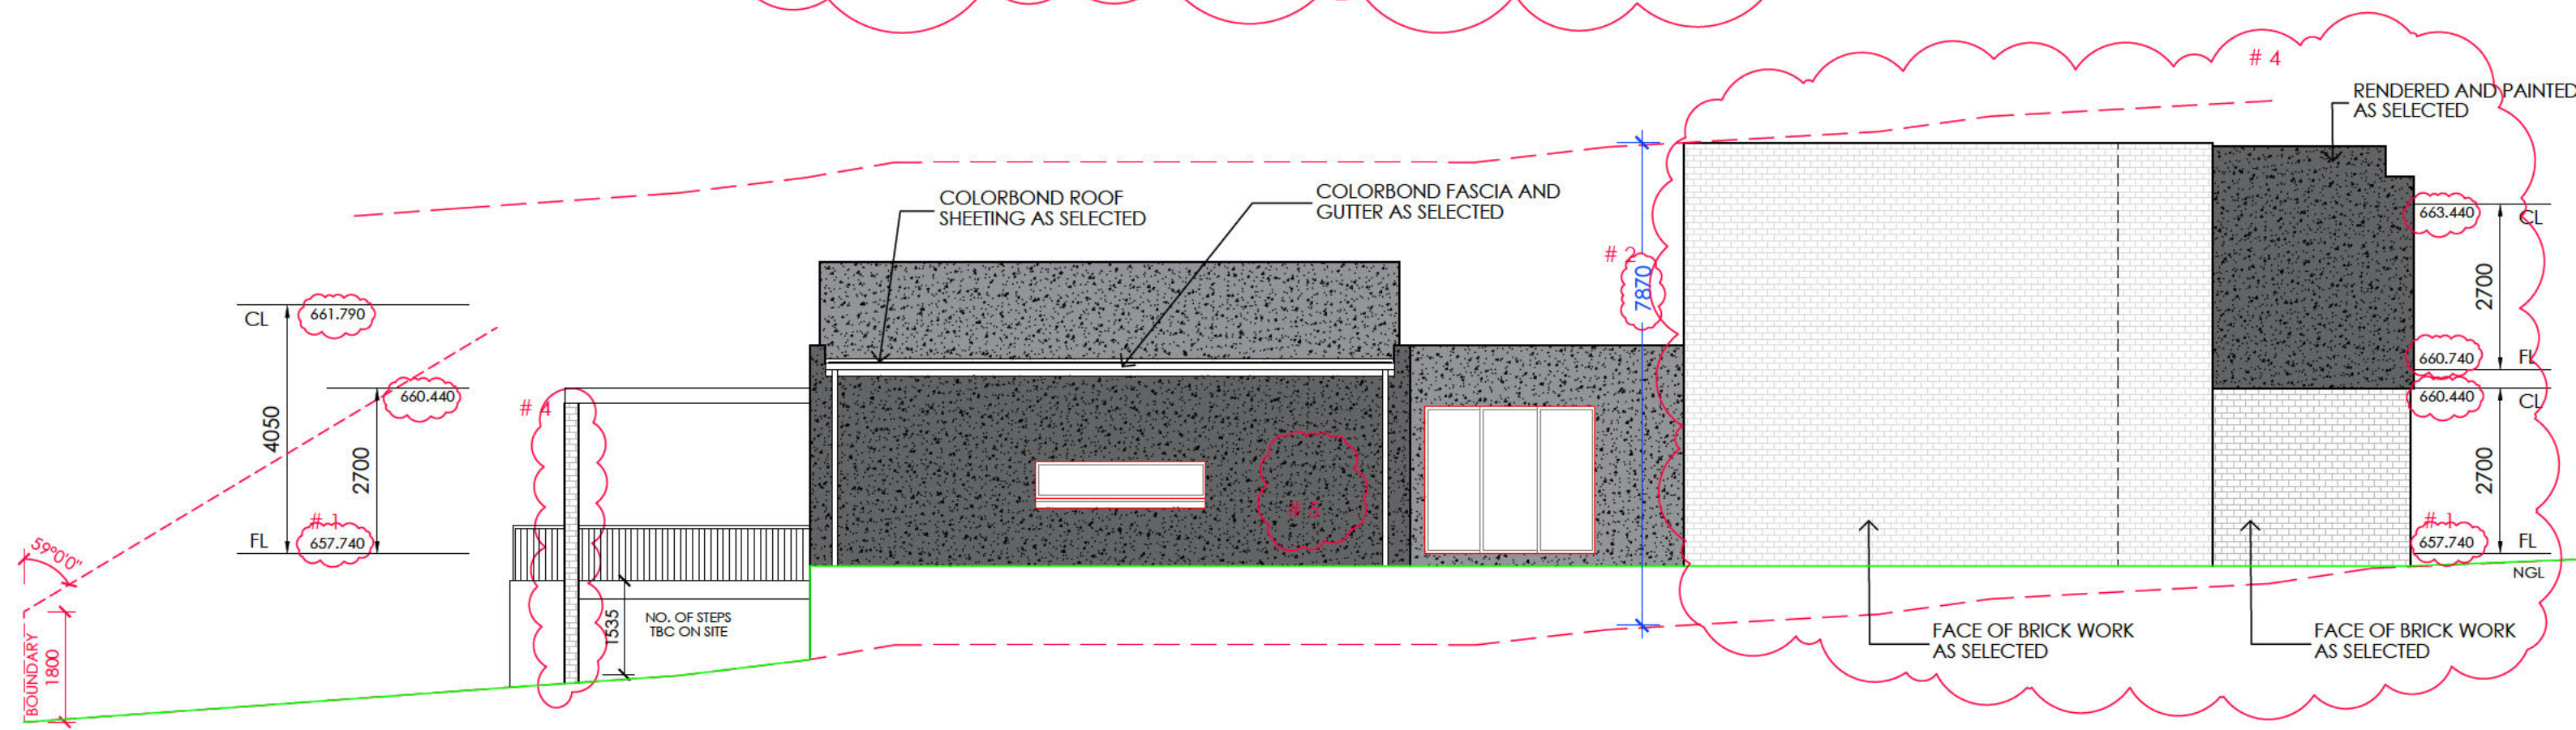 # 4
RENDERED AND PAINTED
AS SELECTED
COLORBOND ROOF
SHEETING AS SELECTED
COLORBOND FASCIA AND
GUTTER AS SELECTED
663.440
CL
# 2
7870
2700
661.790
CL
660.740
FL
660.440
CL
660.440
# 4
4050
2700
2700
# 5
# 1
657.740
FL
# 1
657.740
FL
NGL
59°0'0"
1535
NO. OF STEPS
TBC ON SITE
FACE OF BRICK WORK
AS SELECTED
FACE OF BRICK WORK
AS SELECTED
BOUNDARY
1800